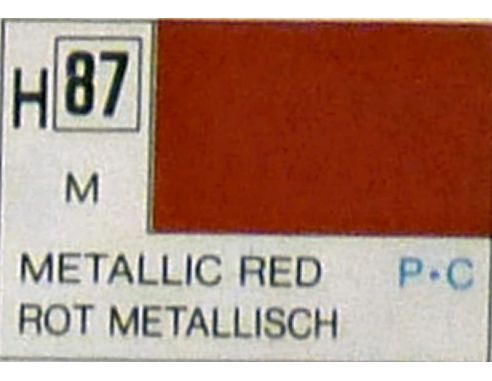 H 87
M
METALLIC RED P·C
ROT METALLISCH